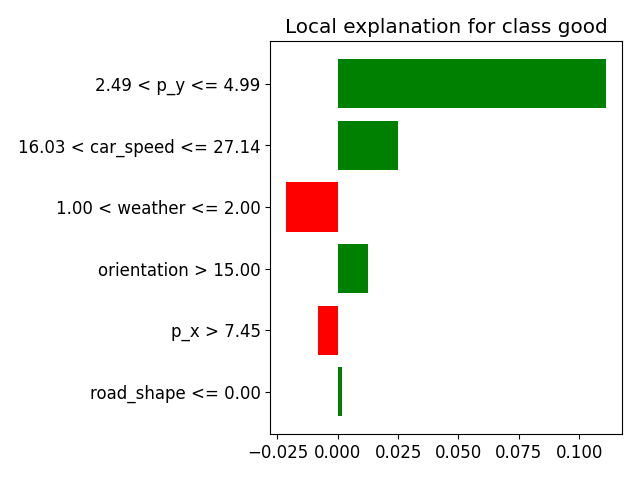 Local explanation for class good
2.49 < p_y <= 4.99
16.03 < car_speed <= 27.14
1.00 < weather <= 2.00
orientation > 15.00
p_x > 7.45
road_shape <= 0.00
−0.025 0.000 0.025 0.050 0.075 0.100